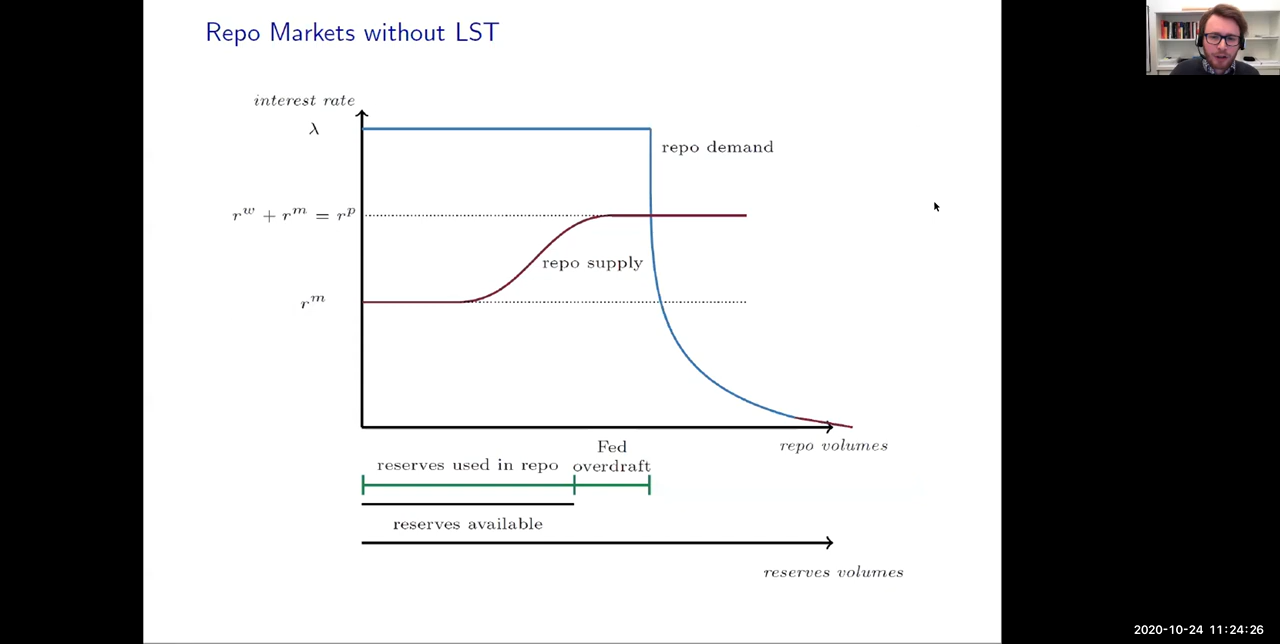 Repo Markets without LST
interest rate
λ
repo demand
r^w + r^m = r^p
repo supply
r^m
repo volumes
Fed
overdraft
reserves used in repo
reserves available
reserves volumes
2020-10-24 11:24:26